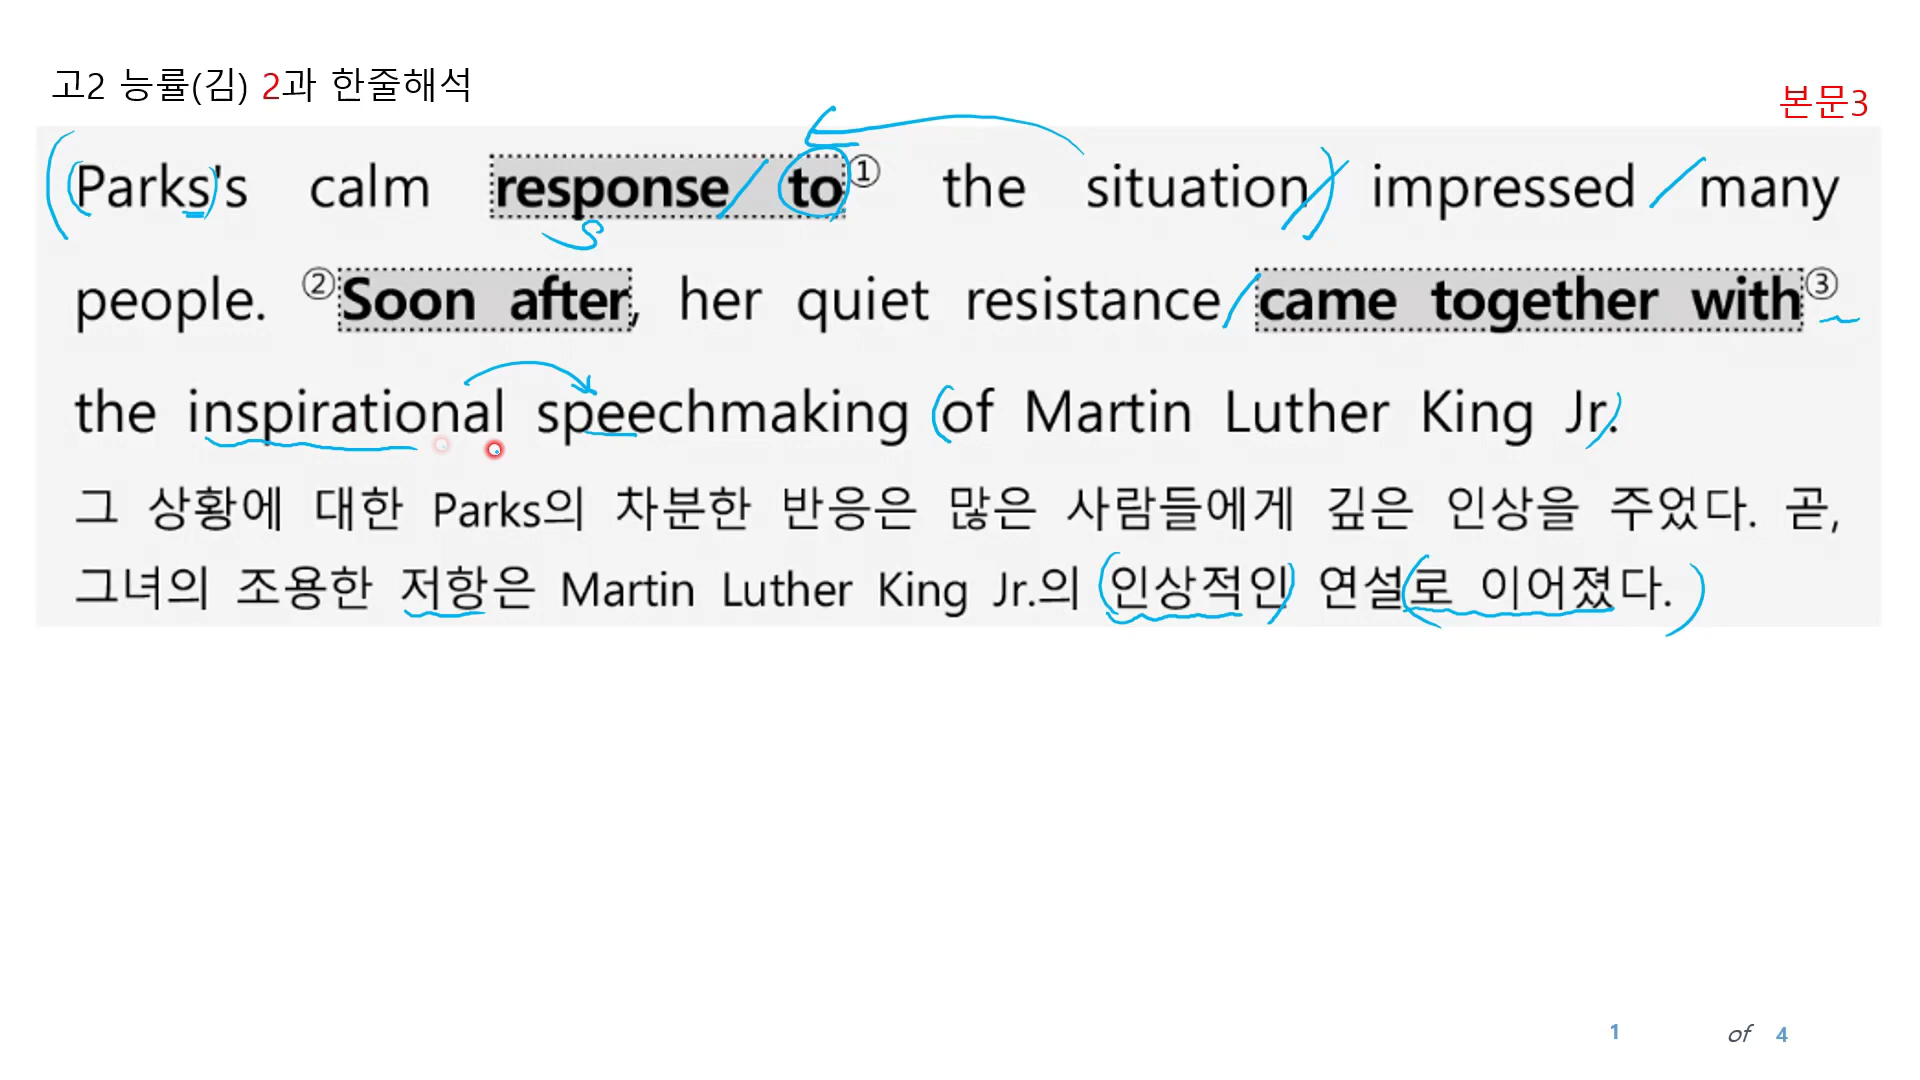 고2 능률(김) 2과 한줄해석
본문3
Parks's calm response to① the situation impressed many
people. ②Soon after, her quiet resistance came together with③
the inspirational speechmaking of Martin Luther King Jr.
그 상황에 대한 Parks의 차분한 반응은 많은 사람들에게 깊은 인상을 주었다. 곧,
그녀의 조용한 저항은 Martin Luther King Jr.의 인상적인 연설로 이어졌다.
S
1 of 4